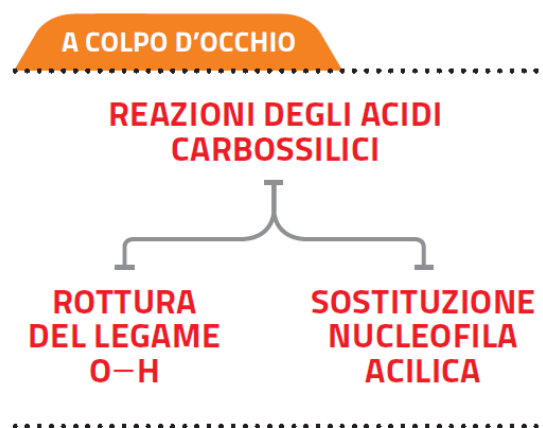 A COLPO D'OCCHIO
REAZIONI DEGLI ACIDI
CARBOSSILICI
ROTTURA
DEL LEGAME
O–H
SOSTITUZIONE
NUCLEOFILA
ACILICA